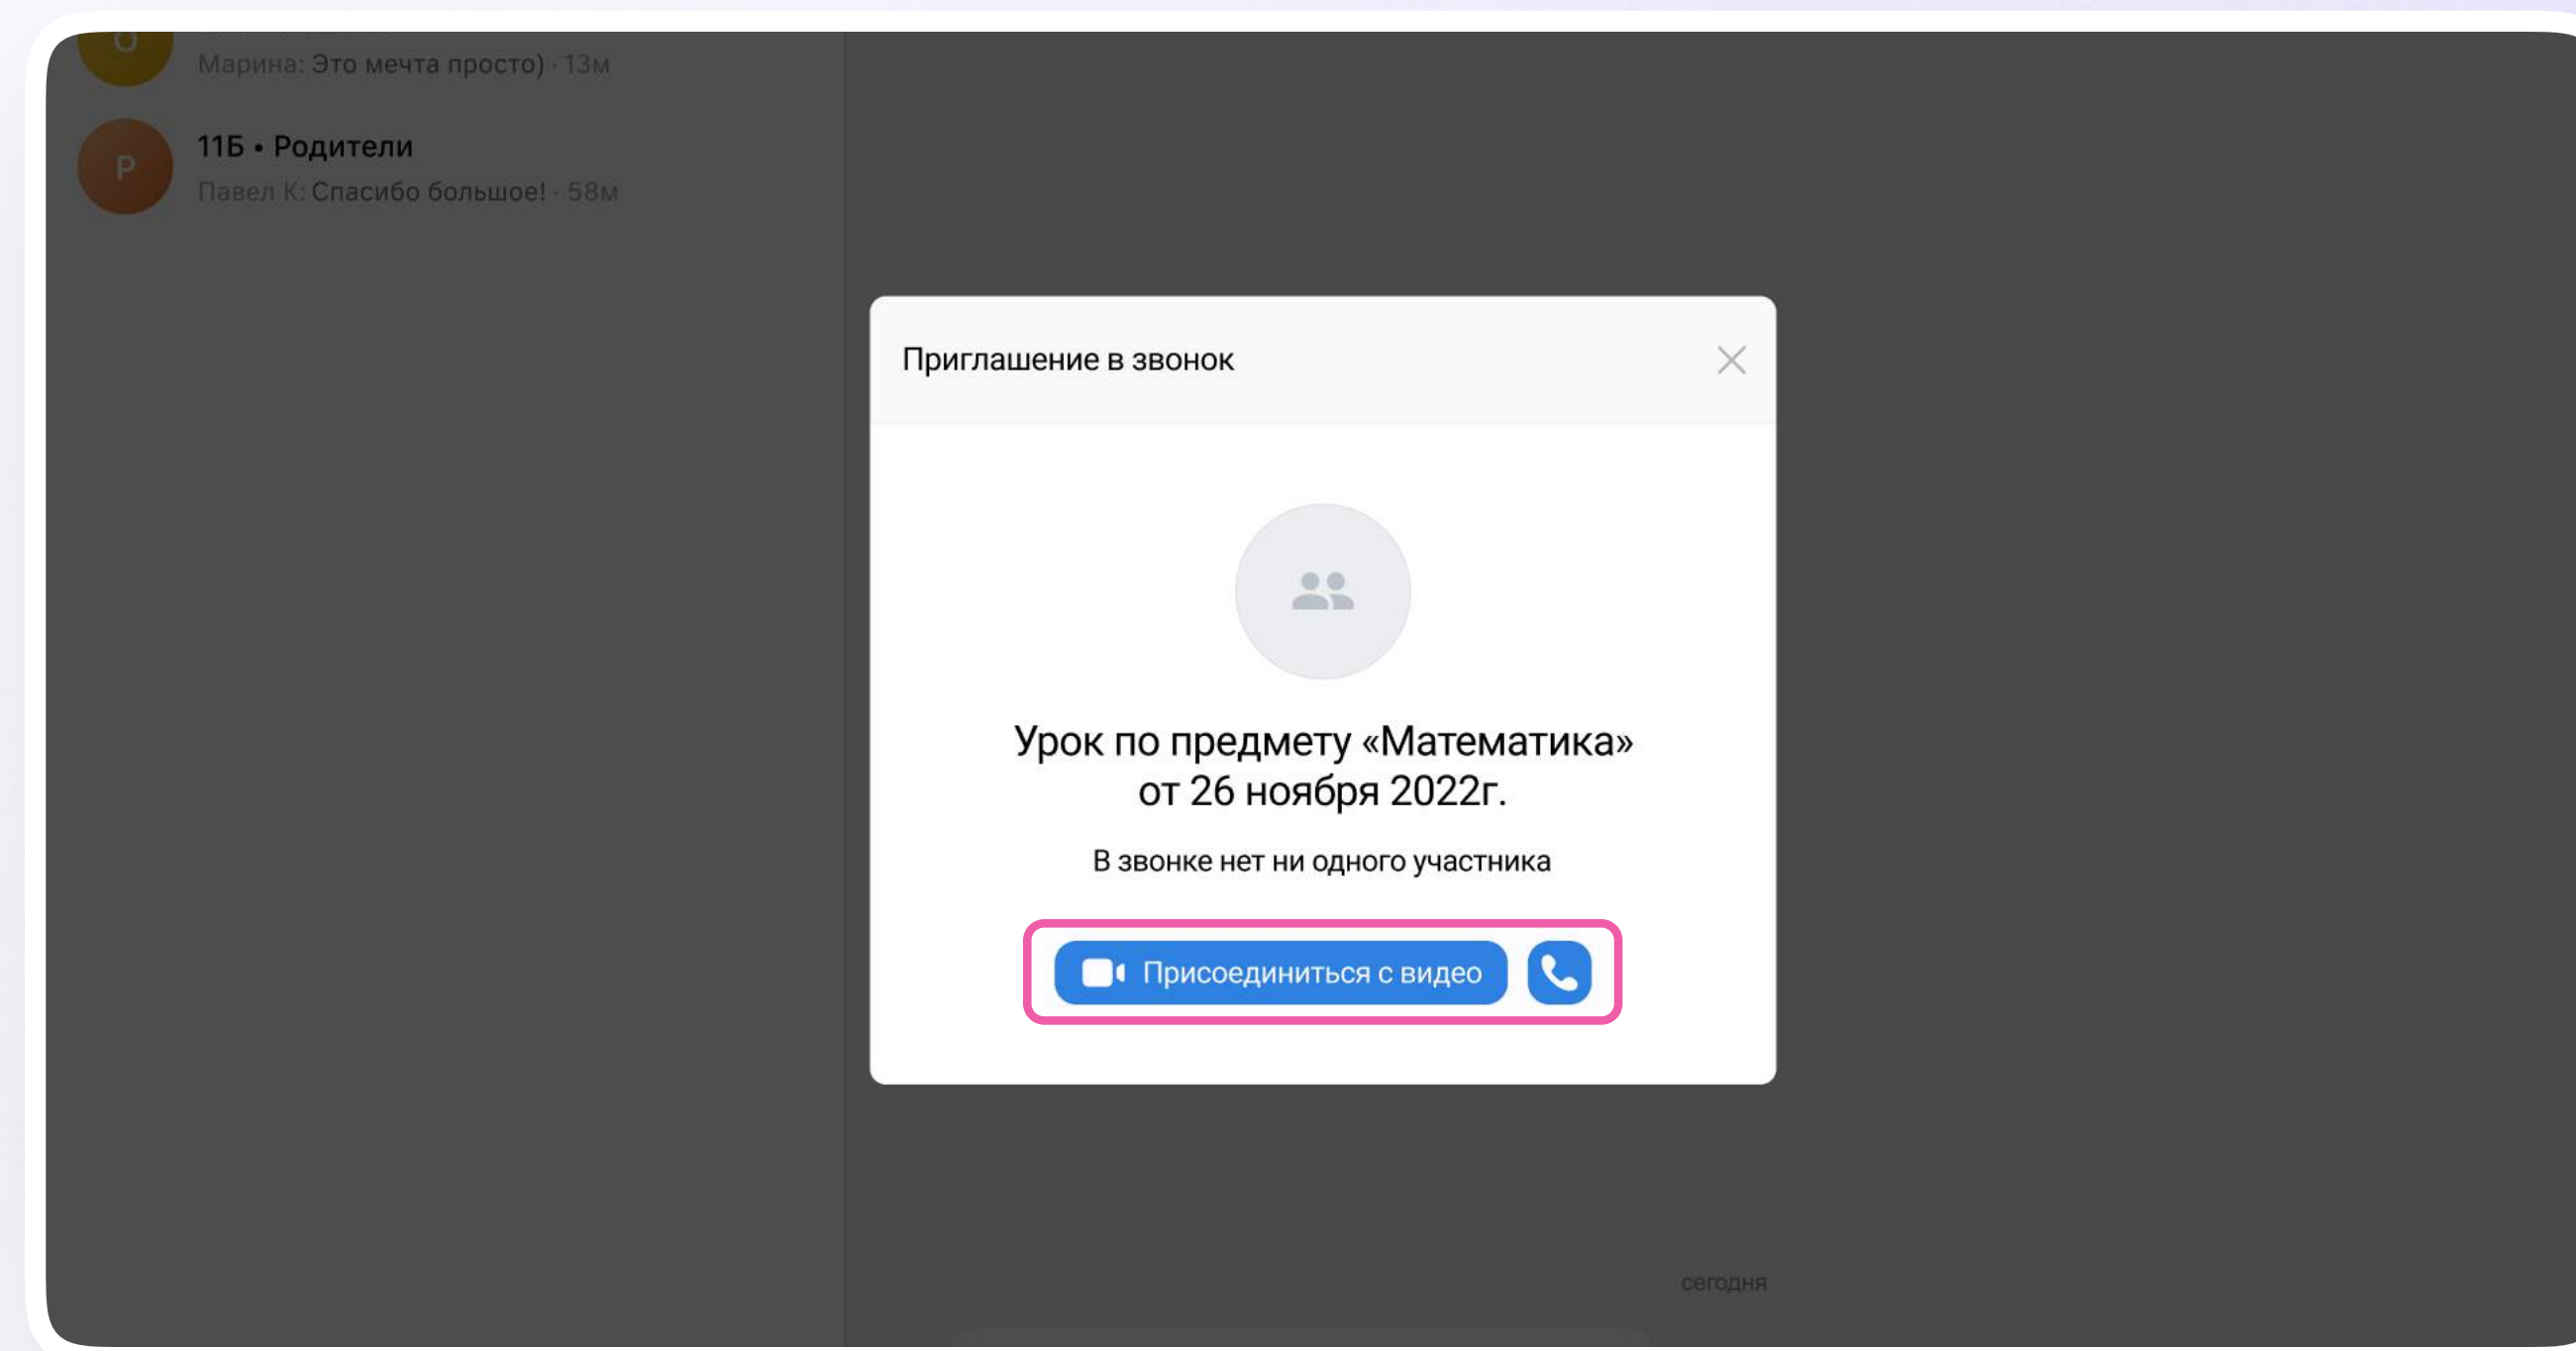 О
Марина: Это мечта просто) · 13м
Р
11Б • Родители
Павел К: Спасибо большое! · 58м
Приглашение в звонок
Урок по предмету «Математика»
от 26 ноября 2022г.
В звонке нет ни одного участника
Присоединиться с видео
сегодня